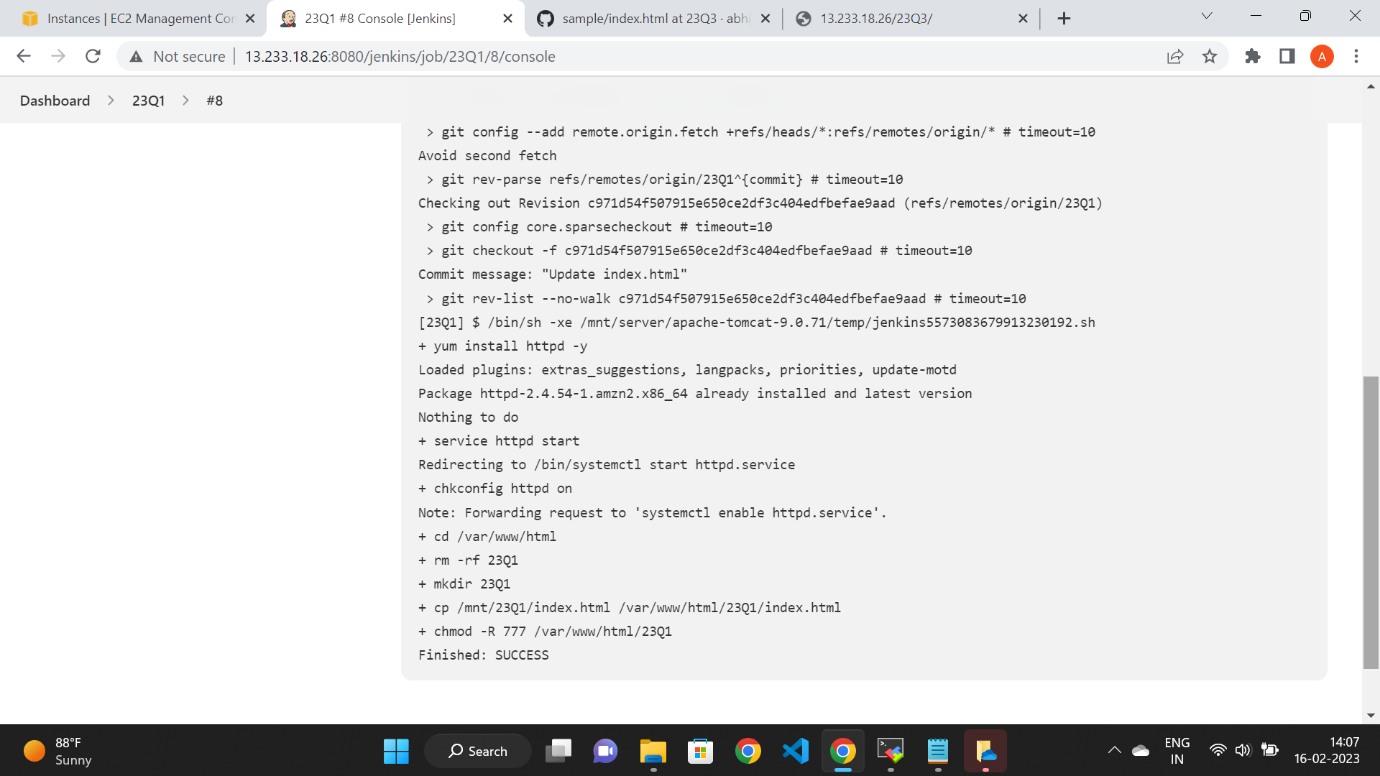 Instances | EC2 Management Con
23Q1 #8 Console [Jenkins]
sample/index.html at 23Q3 · abhi
13.233.18.26/23Q3/
Not secure
13.233.18.26:8080/jenkins/job/23Q1/8/console
A
Dashboard > 23Q1 > #8
> git config --add remote.origin.fetch +refs/heads/*:refs/remotes/origin/* # timeout=10
Avoid second fetch
> git rev-parse refs/remotes/origin/23Q1^{commit} # timeout=10
Checking out Revision c971d54f507915e650ce2df3c404edfbefae9aad (refs/remotes/origin/23Q1)
> git config core.sparsecheckout # timeout=10
> git checkout -f c971d54f507915e650ce2df3c404edfbefae9aad # timeout=10
Commit message: "Update index.html"
> git rev-list --no-walk c971d54f507915e650ce2df3c404edfbefae9aad # timeout=10
[23Q1] $ /bin/sh -xe /mnt/server/apache-tomcat-9.0.71/temp/jenkins5573083679913230192.sh
+ yum install httpd -y
Loaded plugins: extras_suggestions, langpacks, priorities, update-motd
Package httpd-2.4.54-1.amzn2.x86_64 already installed and latest version
Nothing to do
+ service httpd start
Redirecting to /bin/systemctl start httpd.service
+ chkconfig httpd on
Note: Forwarding request to 'systemctl enable httpd.service'.
+ cd /var/www/html
+ rm -rf 23Q1
+ mkdir 23Q1
+ cp /mnt/23Q1/index.html /var/www/html/23Q1/index.html
+ chmod -R 777 /var/www/html/23Q1
Finished: SUCCESS
88°F
Sunny
Search
ENG
IN
14:07
16-02-2023